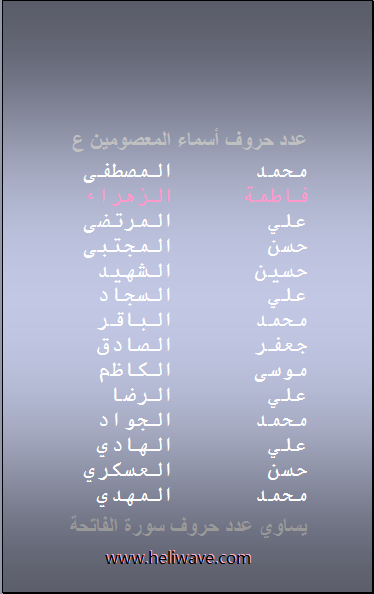 عدد حروف أسماء المعصومين ع
محمد المصطفى
فاطمة الزهراء
علي المرتضى
حسن المجتبى
حسين الشهيد
علي السجاد
محمد الباقر
جعفر الصادق
موسى الكاظم
علي الرضا
محمد الجواد
علي الهادي
حسن العسكري
محمد المهدي
يساوي عدد حروف سورة الفاتحة
www.heliwave.com